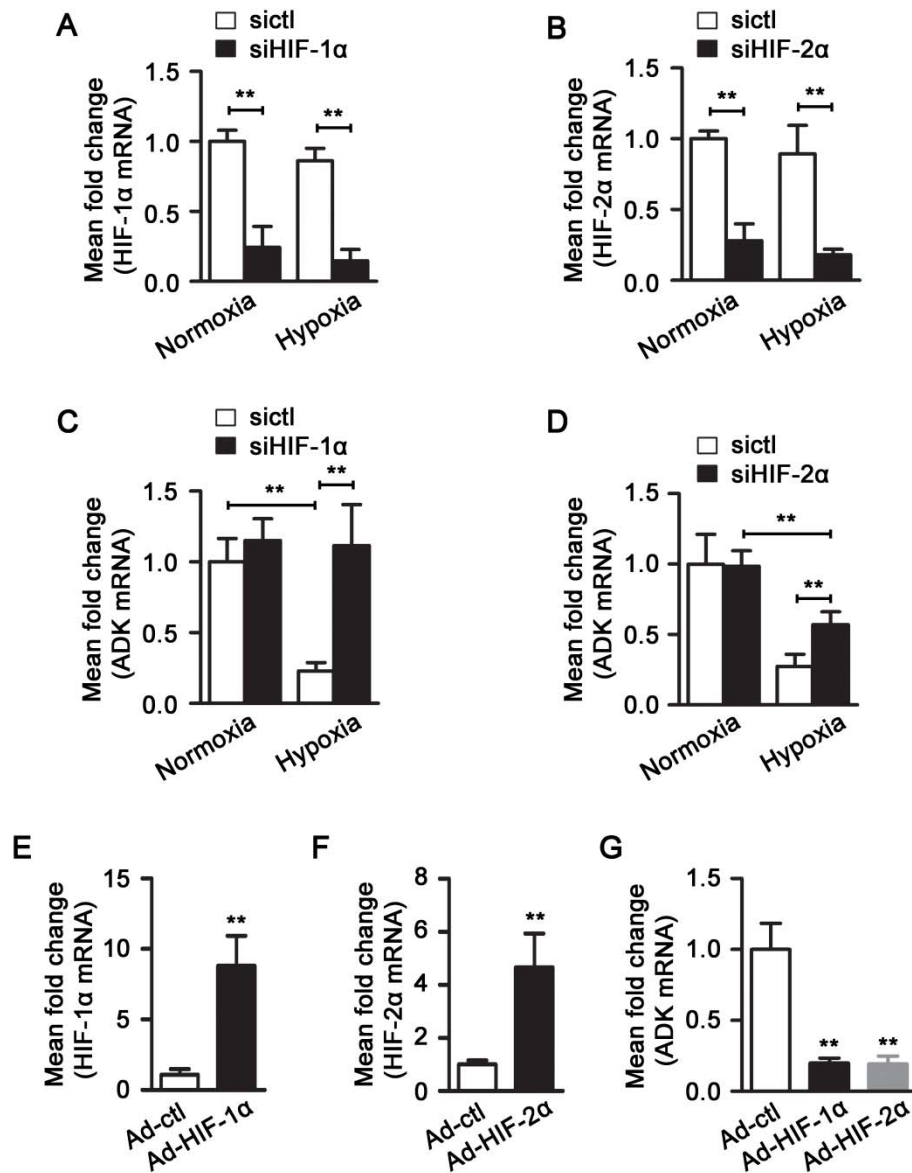 A
sictl
siHIF-1α
Mean fold change
(HIF-1α mRNA)
1.5
1.0
0.5
0.0
**
**
Normoxia
Hypoxia
B
sictl
siHIF-2α
Mean fold change
(HIF-2α mRNA)
1.5
1.0
0.5
0.0
**
**
Normoxia
Hypoxia
C
sictl
siHIF-1α
Mean fold change
(ADK mRNA)
1.5
1.0
0.5
0.0
**
**
Normoxia
Hypoxia
D
sictl
siHIF-2α
Mean fold change
(ADK mRNA)
1.5
1.0
0.5
0.0
**
**
Normoxia
Hypoxia
E
Mean fold change
(HIF-1α mRNA)
15
10
5
0
**
Ad-ctl
Ad-HIF-1α
F
Mean fold change
(HIF-2α mRNA)
8
6
4
2
0
**
Ad-ctl
Ad-HIF-2α
G
Mean fold change
(ADK mRNA)
1.5
1.0
0.5
0.0
**
**
Ad-ctl
Ad-HIF-1α
Ad-HIF-2α